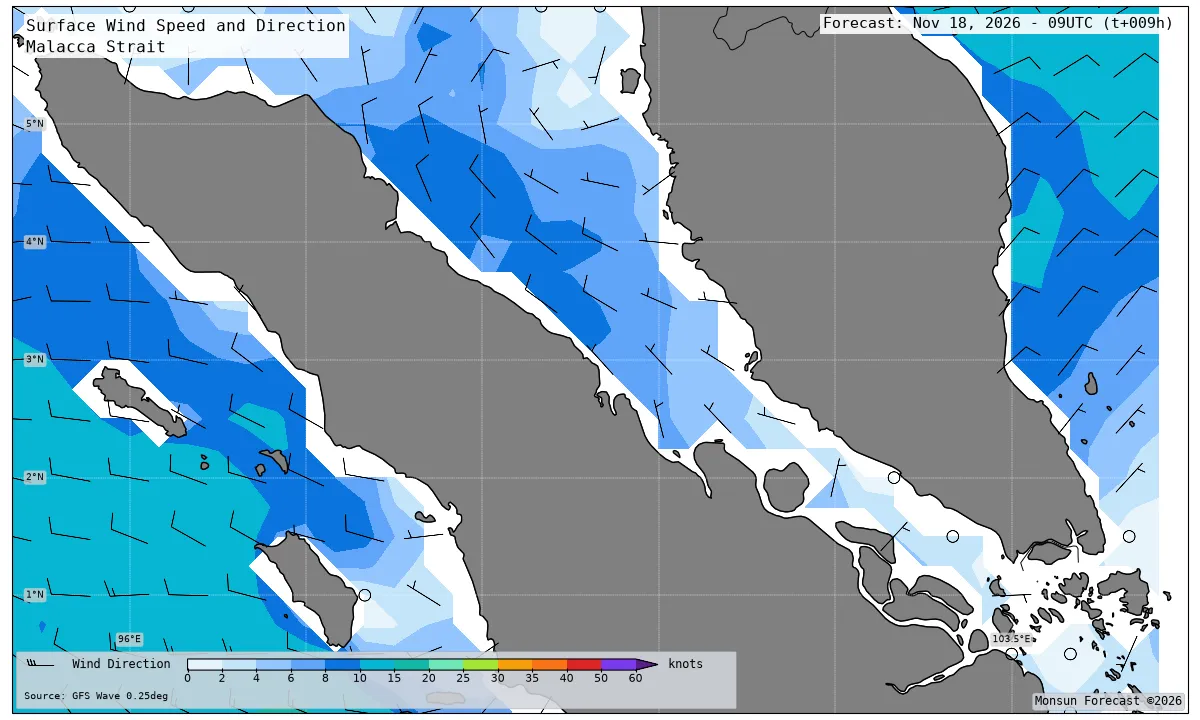 Surface Wind Speed and Direction
Malacca Strait
Forecast: Nov 18, 2026 - 09UTC (t+009h)
5°N
4°N
3°N
2°N
1°N
96°E
103.5°E
Wind Direction
knots
0 2 4 6 8 10 12 15 20 25 30 35 40 50 60
Source: GFS Wave 0.25deg
Monsun Forecast ©2026